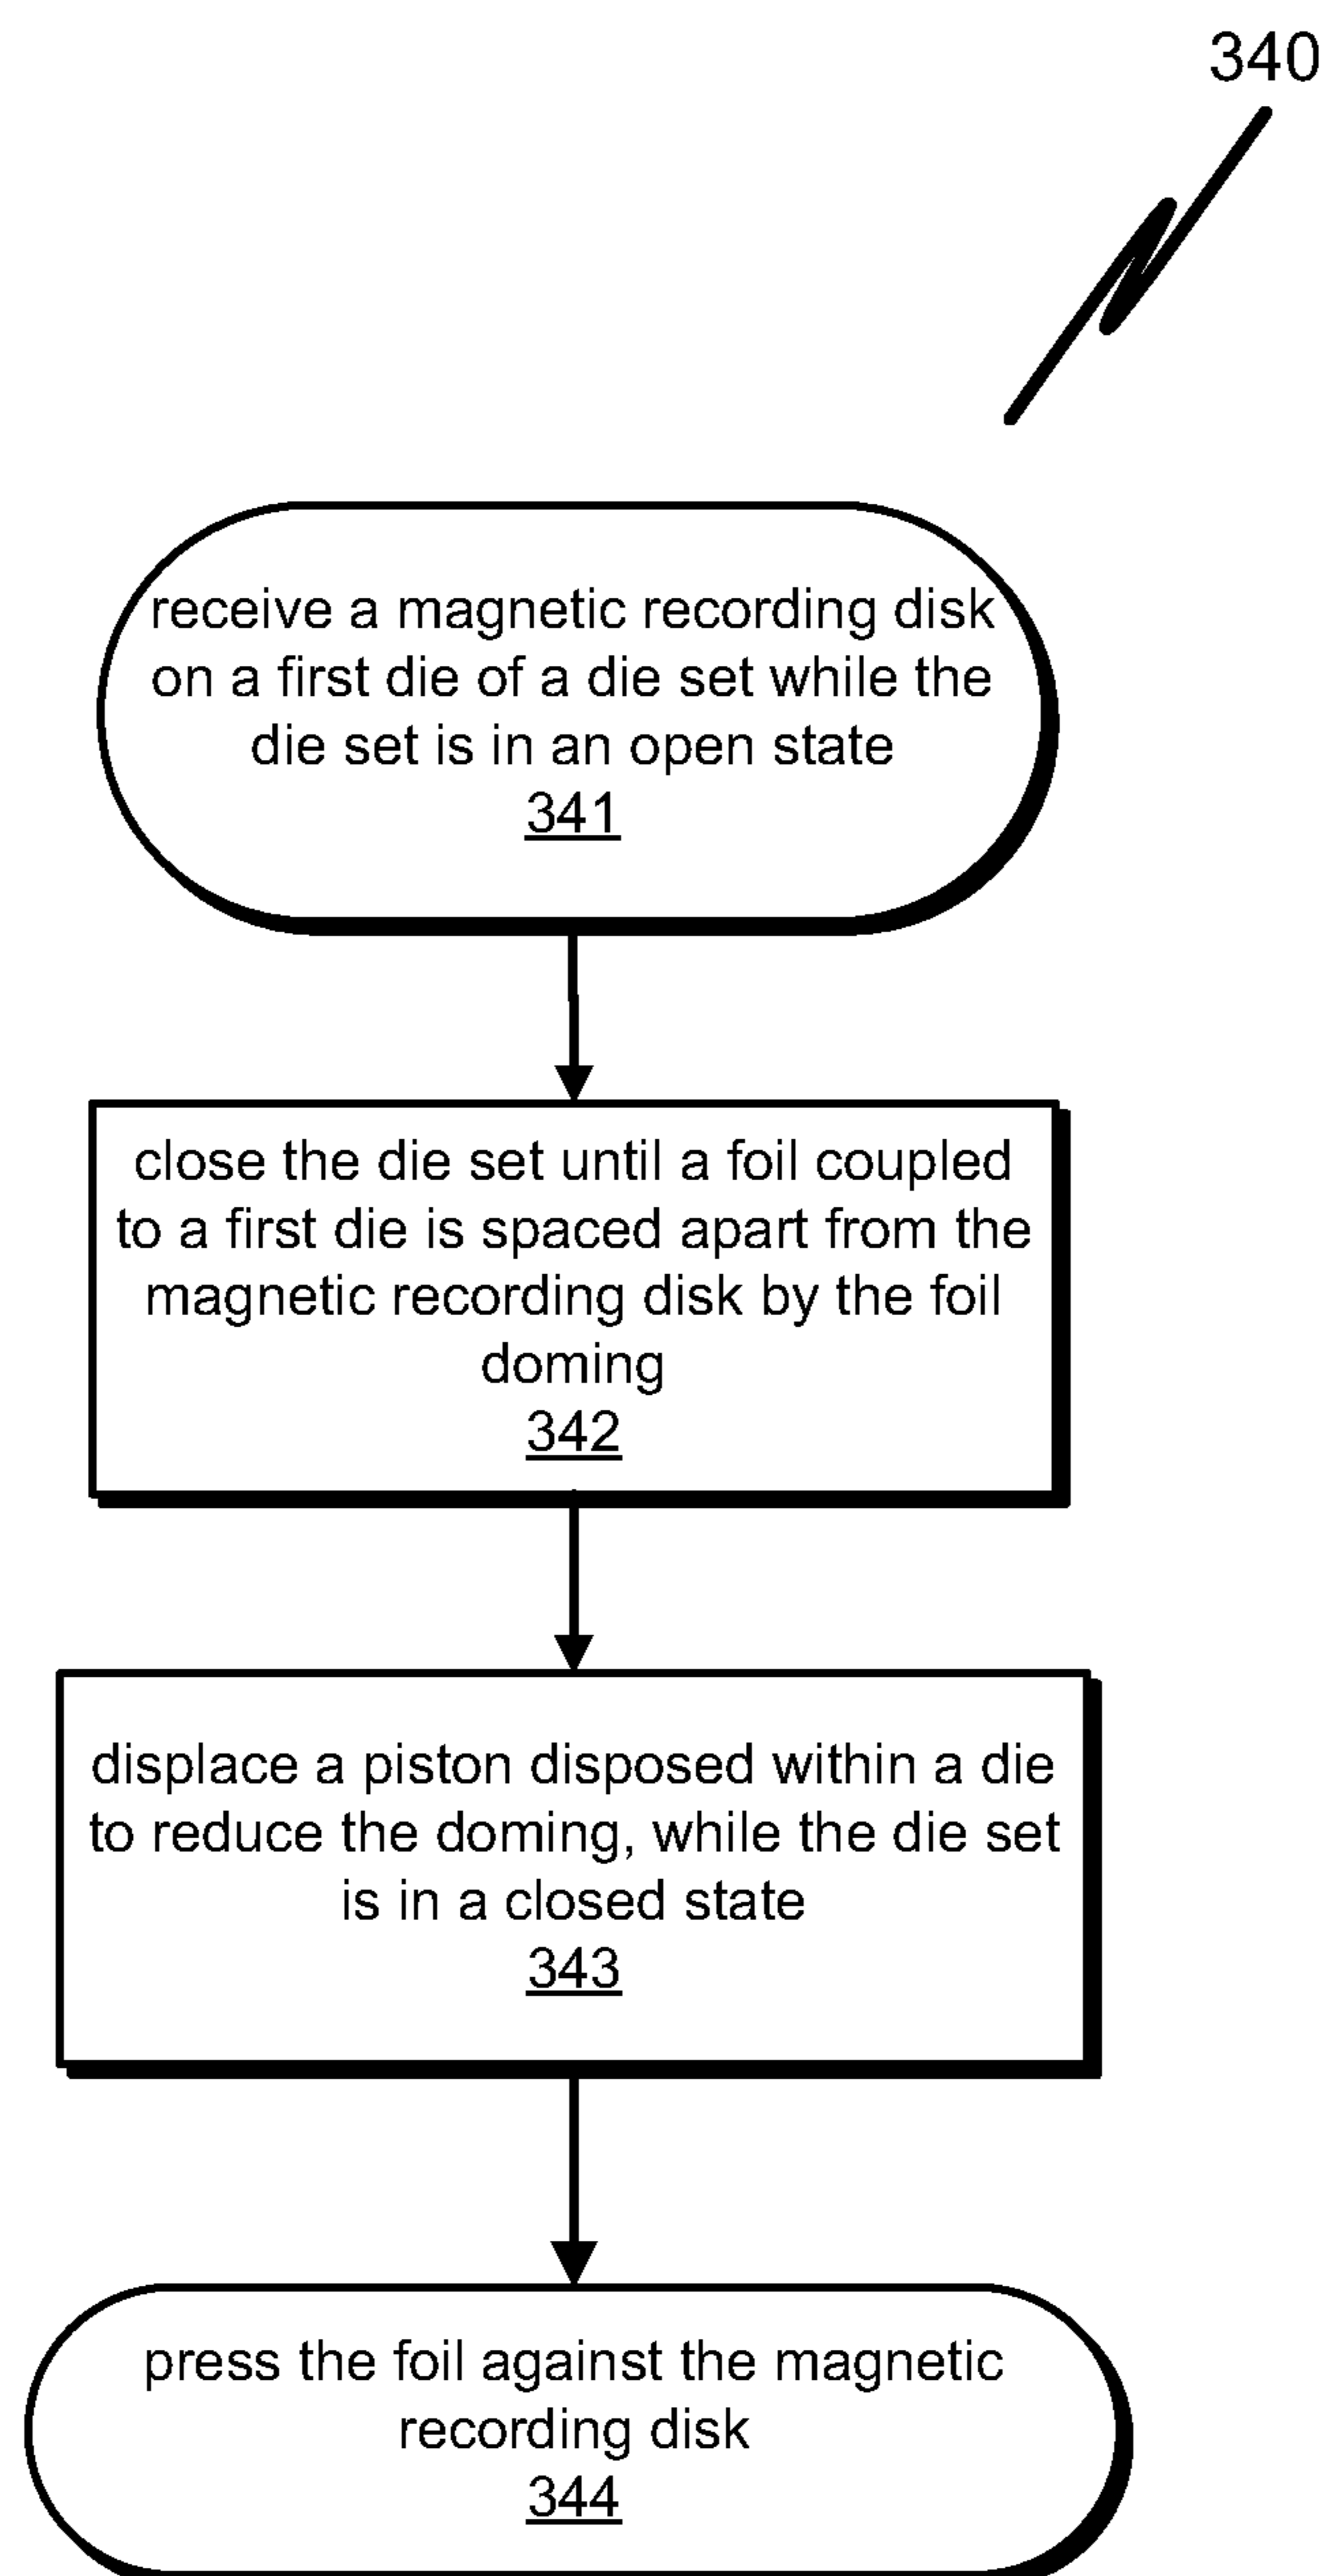 340
receive a magnetic recording disk
on a first die of a die set while the
die set is in an open state
341
close the die set until a foil coupled
to a first die is spaced apart from the
magnetic recording disk by the foil
doming
342
displace a piston disposed within a die
to reduce the doming, while the die set
is in a closed state
343
press the foil against the magnetic
recording disk
344